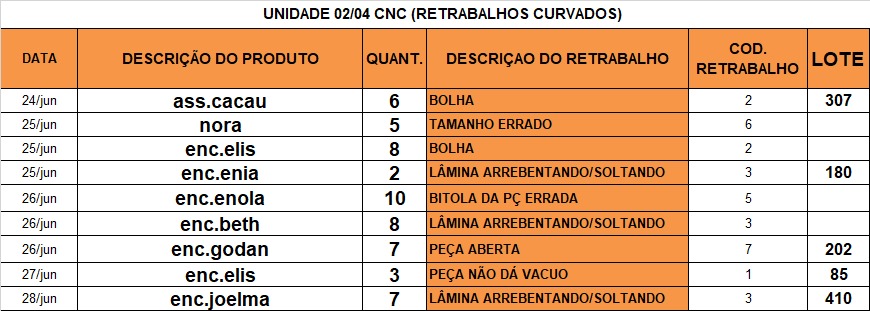 UNIDADE 02/04 CNC (RETRABALHOS CURVADOS)
DATA DESCRIÇÃO DO PRODUTO QUANT. DESCRIÇAO DO RETRABALHO COD. RETRABALHO LOTE
24/jun ass.cacau 6 BOLHA 2 307
25/jun nora 5 TAMANHO ERRADO 6
25/jun enc.elis 8 BOLHA 2
25/jun enc.enia 2 LÂMINA ARREBENTANDO/SOLTANDO 3 180
26/jun enc.enola 10 BITOLA DA PÇ ERRADA 5
26/jun enc.beth 8 LÂMINA ARREBENTANDO/SOLTANDO 3
26/jun enc.godan 7 PEÇA ABERTA 7 202
27/jun enc.elis 3 PEÇA NÃO DÁ VACUO 1 85
28/jun enc.joelma 7 LÂMINA ARREBENTANDO/SOLTANDO 3 410